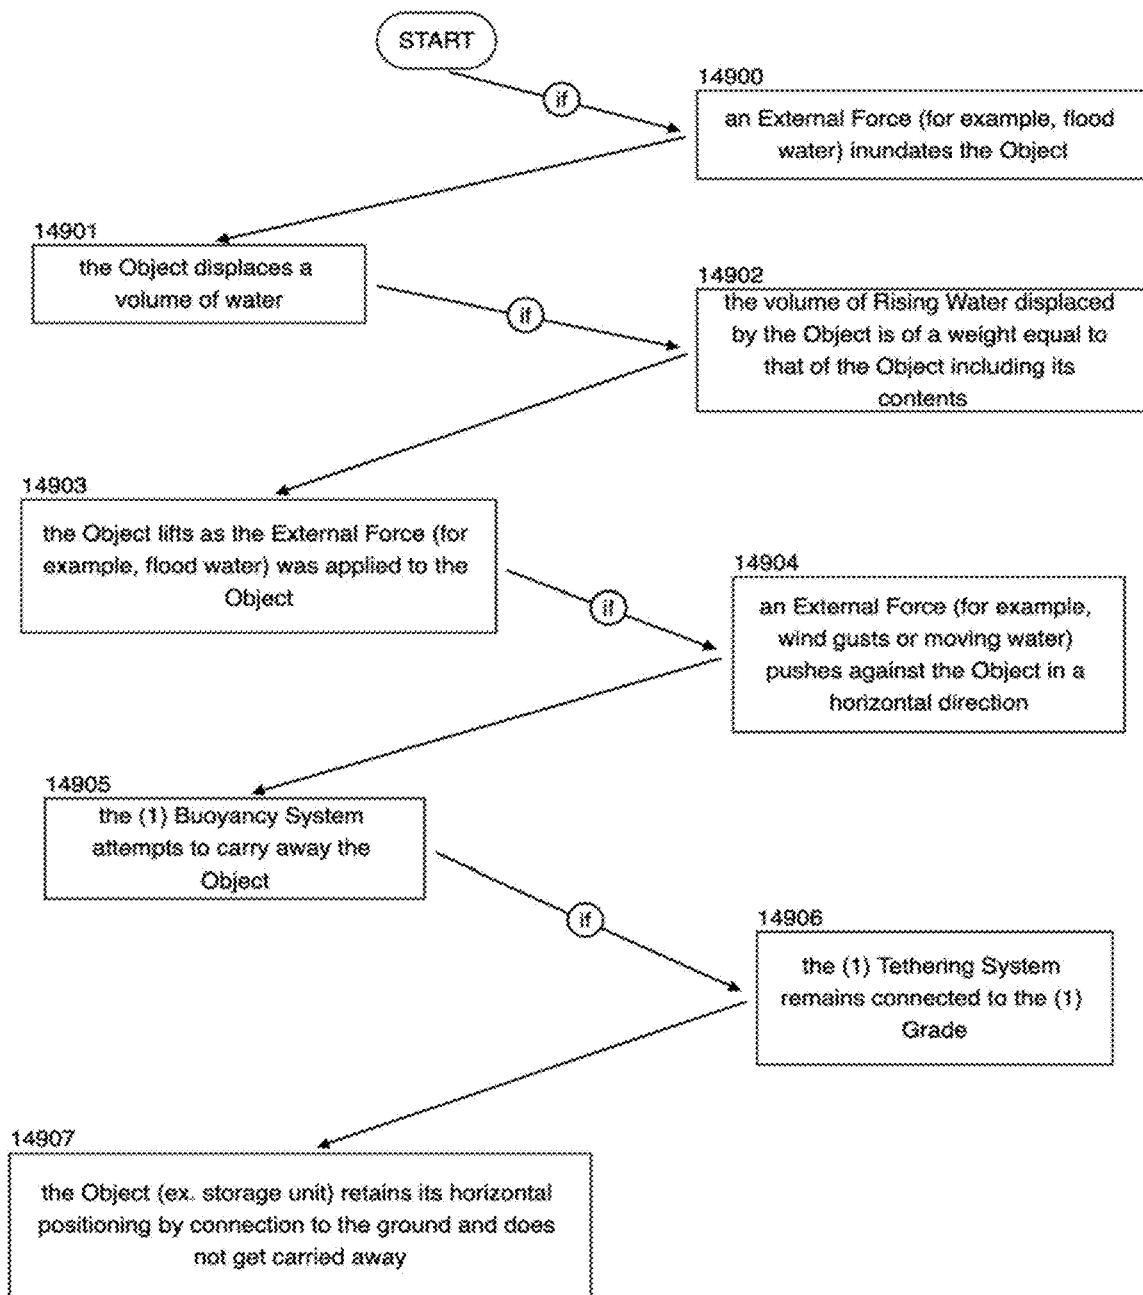 START
if
14900
an External Force (for example, flood
water) inundates the Object
14901
the Object displaces a
volume of water
if
14902
the volume of Rising Water displaced
by the Object is of a weight equal to
that of the Object including its
contents
14903
the Object lifts as the External Force (for
example, flood water) was applied to the
Object
if
14904
an External Force (for example,
wind gusts or moving water)
pushes against the Object in a
horizontal direction
14905
the (1) Buoyancy System
attempts to carry away the
Object
if
14906
the (1) Tethering System
remains connected to the (1)
Grade
14907
the Object (ex. storage unit) retains its horizontal
positioning by connection to the ground and does
not get carried away